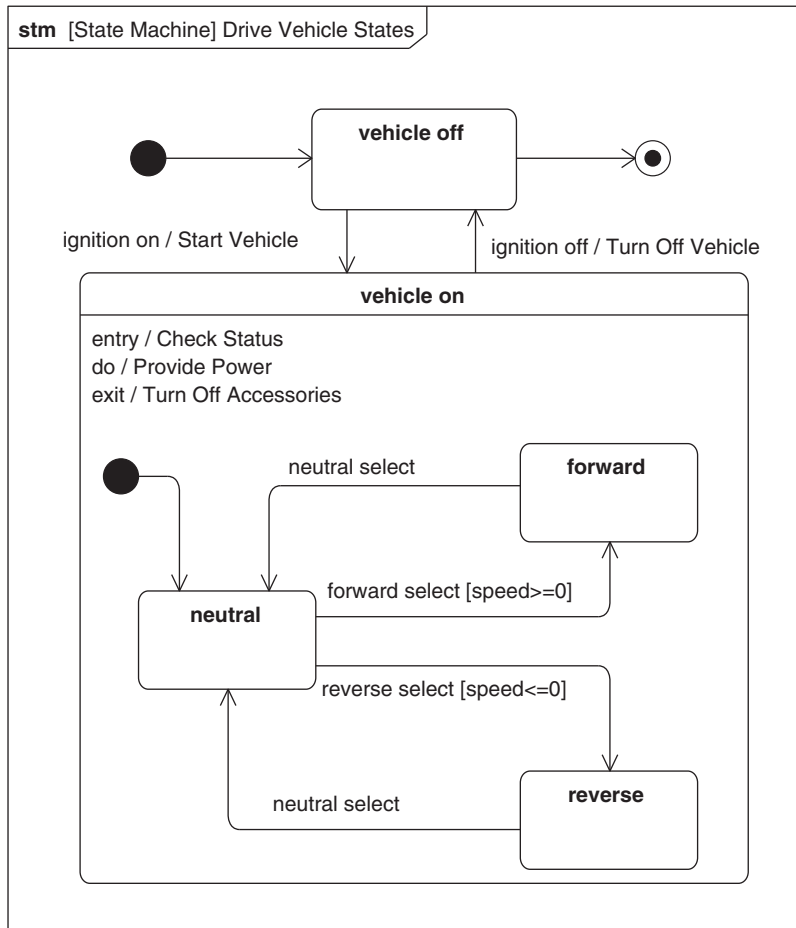 stm [State Machine] Drive Vehicle States
vehicle off
ignition on / Start Vehicle
ignition off / Turn Off Vehicle
vehicle on
entry / Check Status
do / Provide Power
exit / Turn Off Accessories
neutral select
forward
forward select [speed>=0]
neutral
reverse select [speed<=0]
neutral select
reverse